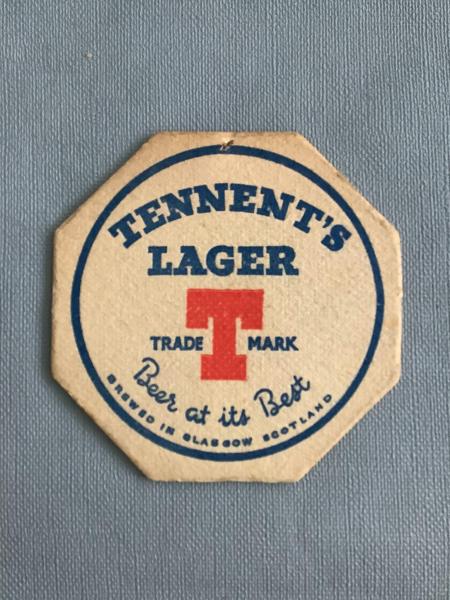 TENNENT'S
LAGER
TRADE T MARK
Beer at its Best
BREWED IN GLASGOW SCOTLAND